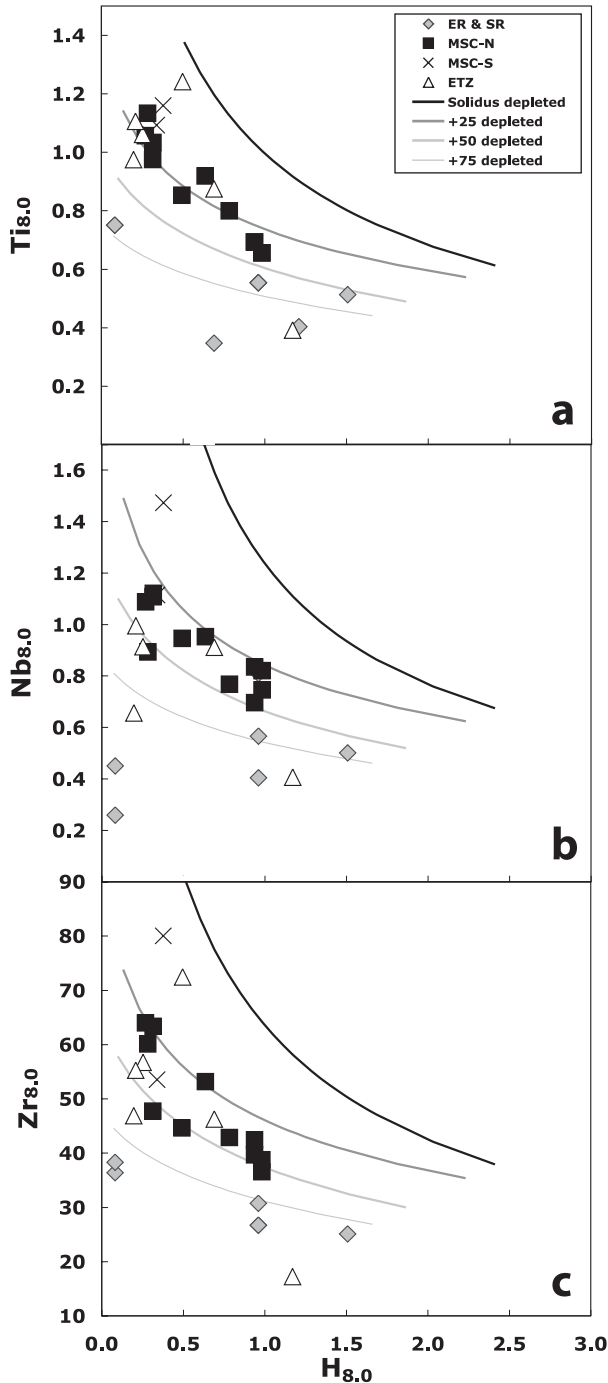 a
ER & SR
MSC-N
MSC-S
ETZ
Solidus depleted
+25 depleted
+50 depleted
+75 depleted
1.4
1.2
1.0
0.8
0.6
0.4
0.2
Ti8.0
b
1.6
1.4
1.2
1.0
0.8
0.6
0.4
0.2
Nb8.0
c
90
80
70
60
50
40
30
20
10
Zr8.0
0.0 0.5 1.0 1.5 2.0 2.5 3.0
H8.0